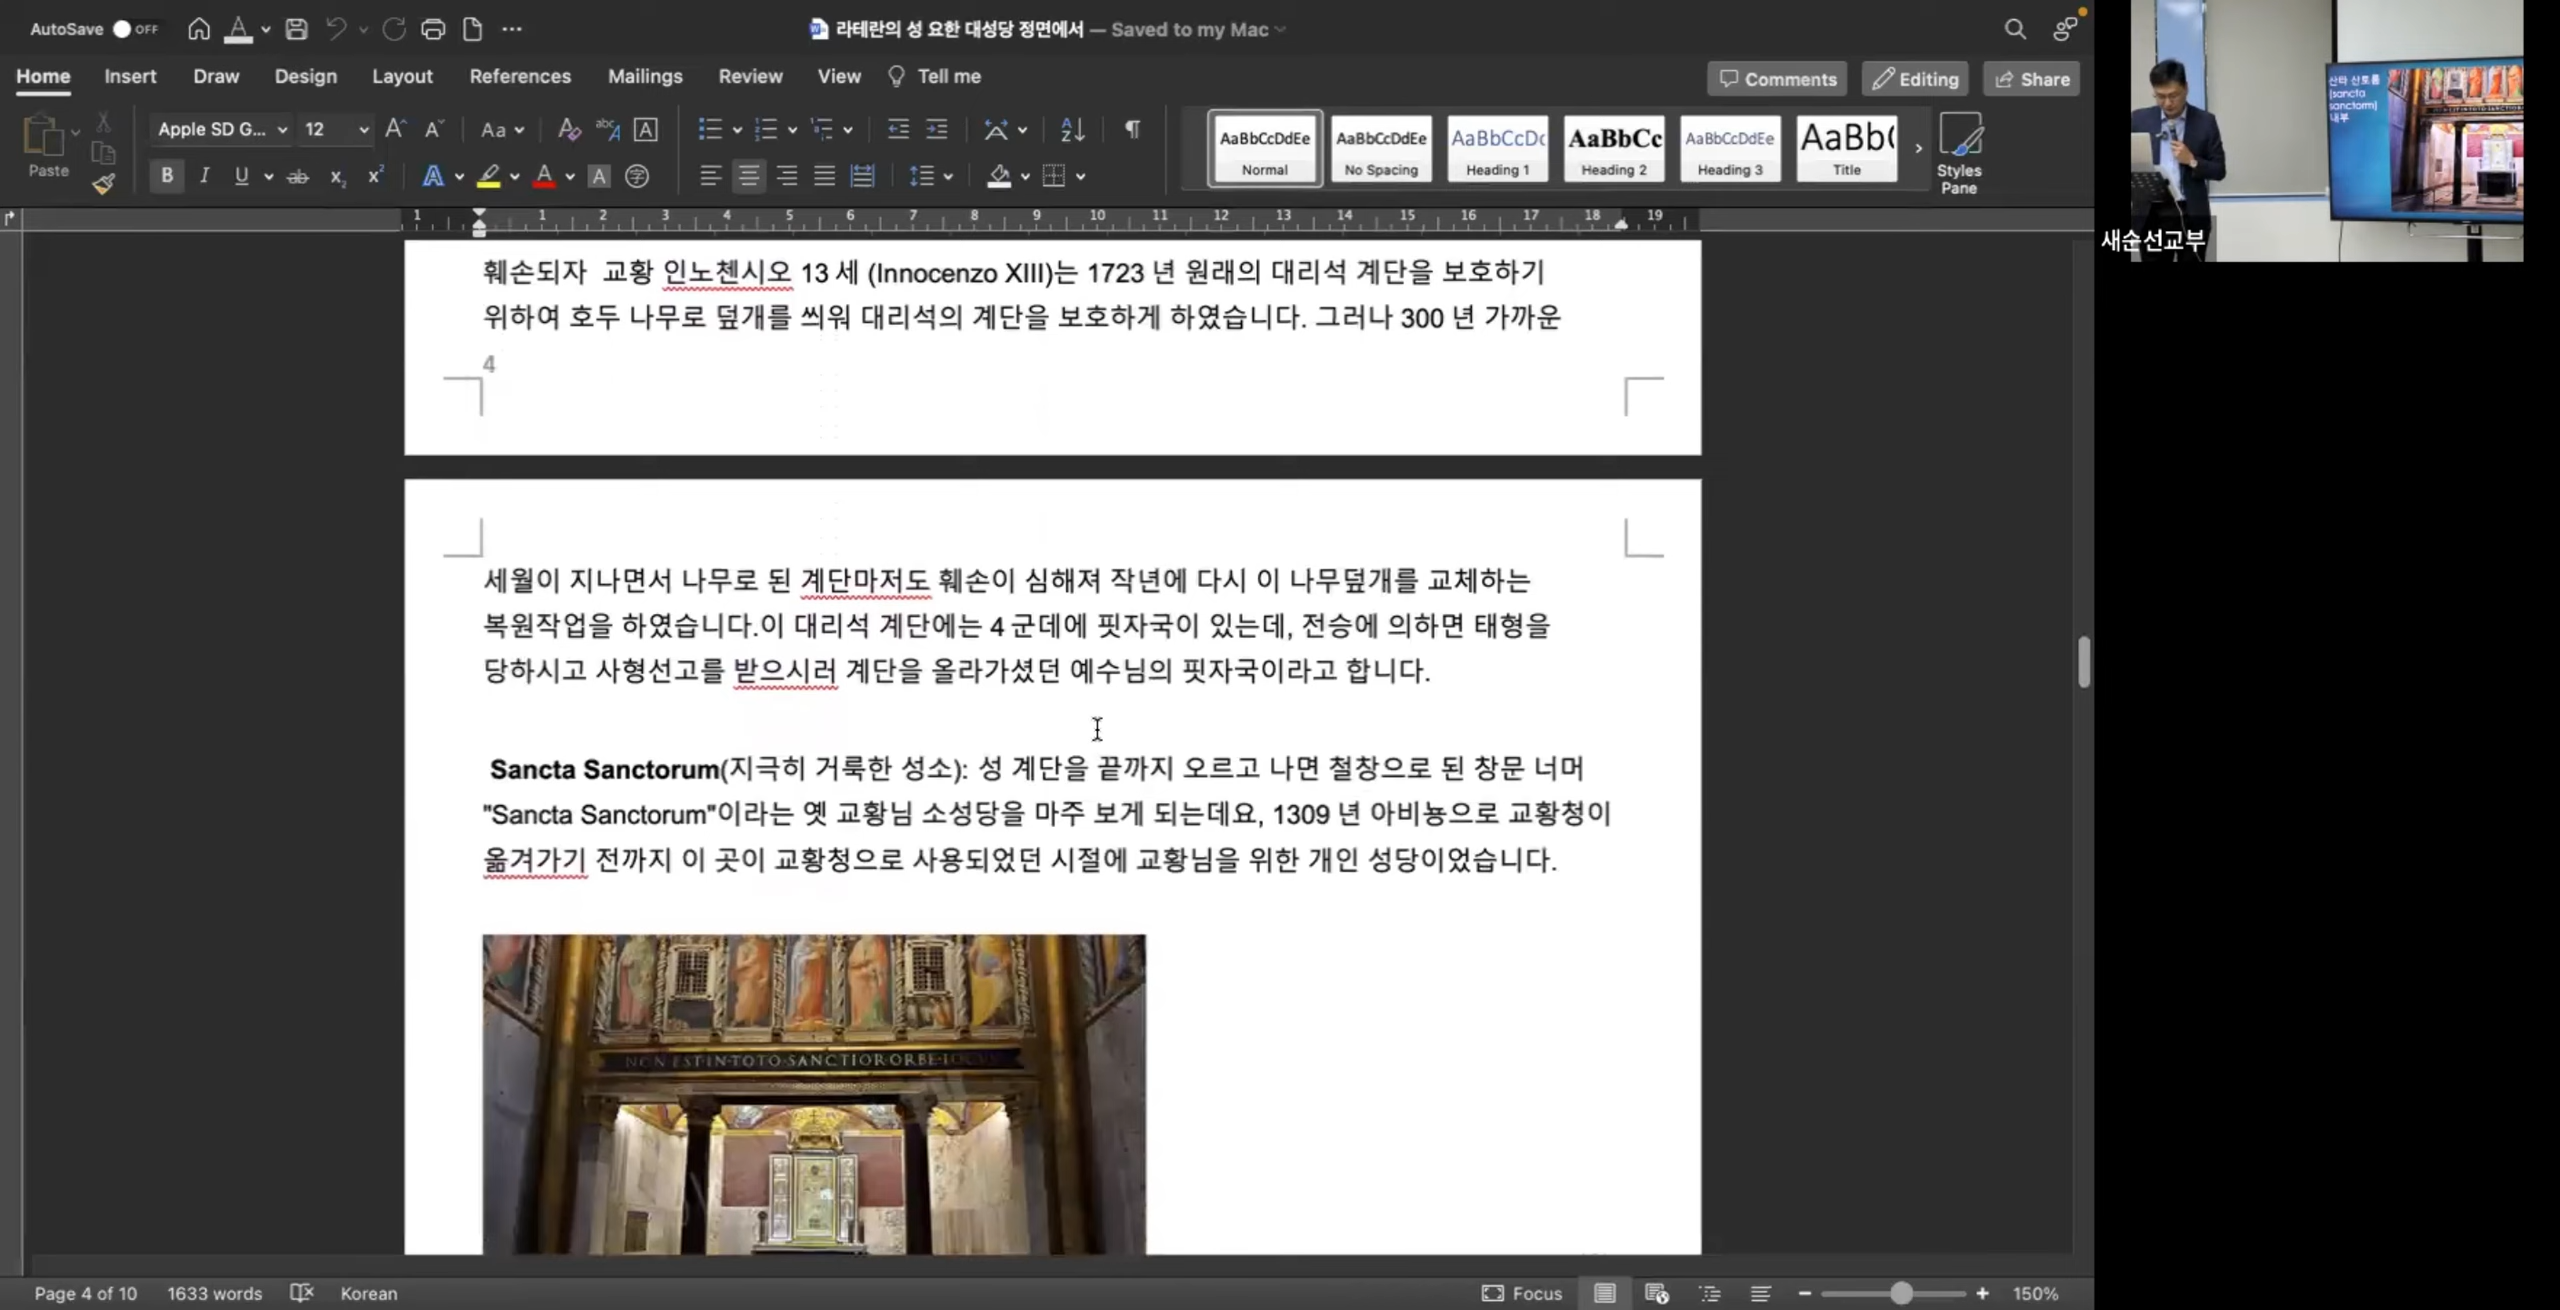 AutoSave OFF
라테란의 성 요한 대성당 정면에서 — Saved to my Mac
Home Insert Draw Design Layout References Mailings Review View Tell me
Comments Editing Share
Paste
Apple SD G... 12
Normal
No Spacing
Heading 1
Heading 2
Heading 3
Title
Styles Pane
훼손되자 교황 인노첸시오 13 세 (Innocenzo XIII)는 1723 년 원래의 대리석 계단을 보호하기
위하여 호두 나무로 덮개를 씌워 대리석의 계단을 보호하게 하였습니다. 그러나 300 년 가까운
4
세월이 지나면서 나무로 된 계단마저도 훼손이 심해져 작년에 다시 이 나무덮개를 교체하는
복원작업을 하였습니다.이 대리석 계단에는 4 군데에 핏자국이 있는데, 전승에 의하면 태형을
당하시고 사형선고를 받으시러 계단을 올라가셨던 예수님의 핏자국이라고 합니다.
Sancta Sanctorum(지극히 거룩한 성소): 성 계단을 끝까지 오르고 나면 철창으로 된 창문 너머
"Sancta Sanctorum"이라는 옛 교황님 소성당을 마주 보게 되는데요, 1309 년 아비뇽으로 교황청이
옮겨가기 전까지 이 곳이 교황청으로 사용되었던 시절에 교황님을 위한 개인 성당이었습니다.
NON·EST·IN·TOTO·SANCTIOR·ORBE·LOCUS
Page 4 of 10 1633 words Korean
Focus 150%
산타 신토룸
(sancta
sanctorm)
내부
새순선교부